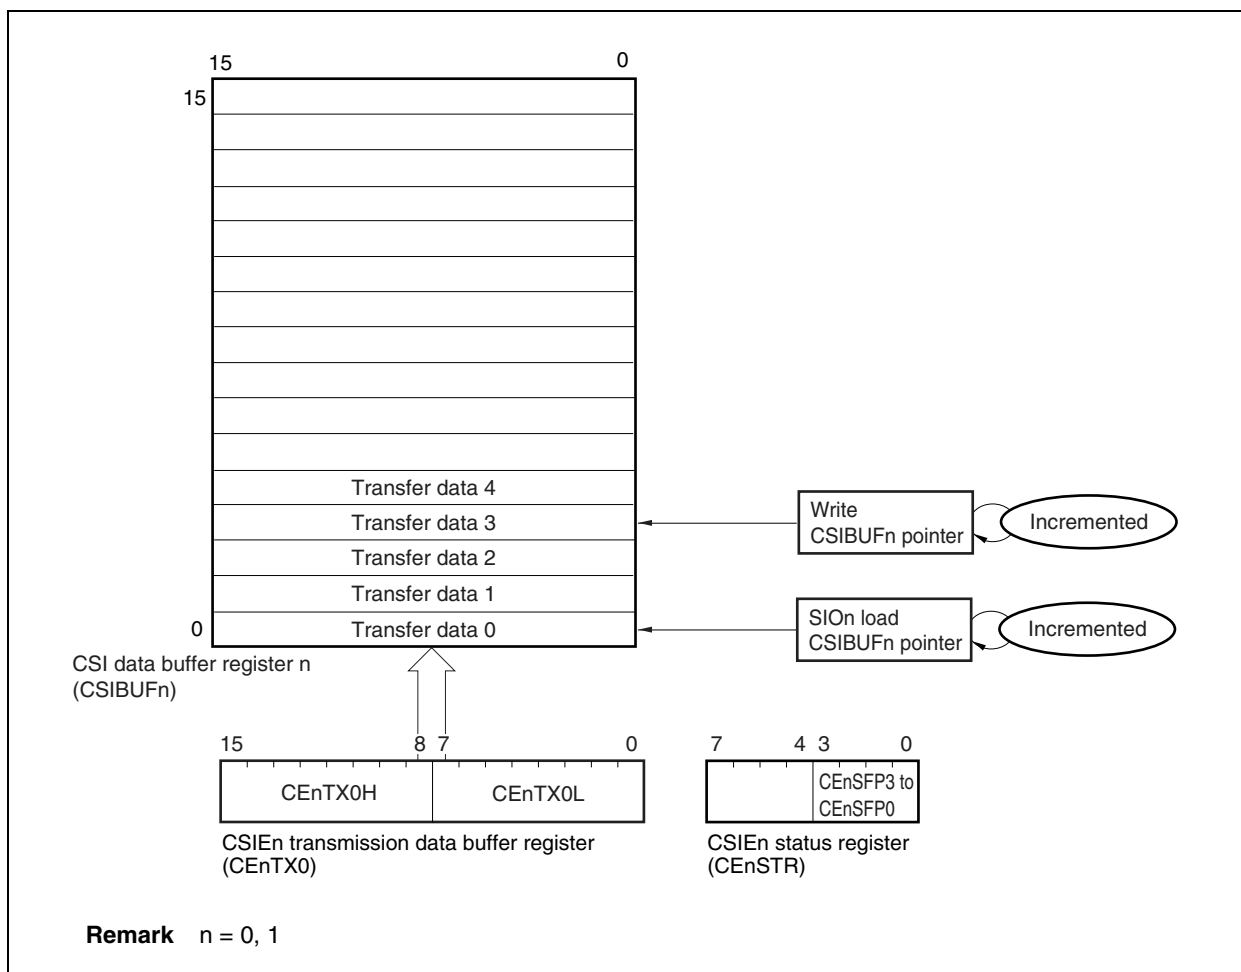 15 0
15
Transfer data 4
Transfer data 3
Transfer data 2
Transfer data 1
Transfer data 0
0
Write
CSIBUFn pointer
Incremented
SIOn load
CSIBUFn pointer
Incremented
CSI data buffer register n
(CSIBUFn)
15 8 7 0
CEnTX0H CEnTX0L
CSIEn transmission data buffer register
(CEnTX0)
7 4 3 0
CEnSFP3 to
CEnSFP0
CSIEn status register
(CEnSTR)
Remark n = 0, 1